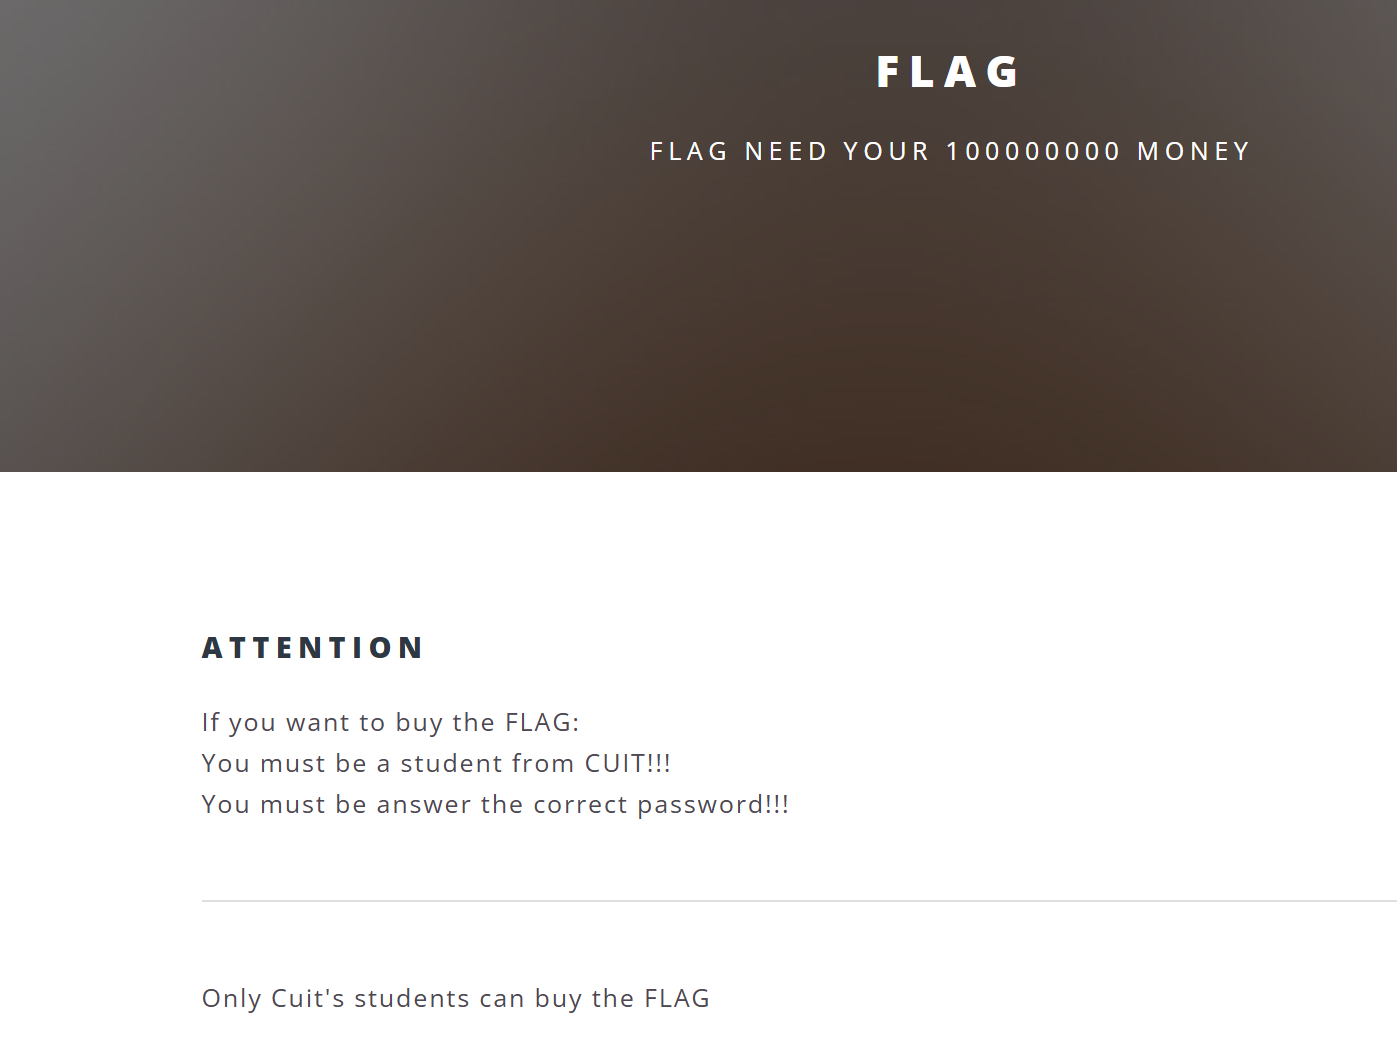 FLAG
FLAG NEED YOUR 100000000 MONEY
ATTENTION
If you want to buy the FLAG:
You must be a student from CUIT!!!
You must be answer the correct password!!!
Only Cuit's students can buy the FLAG